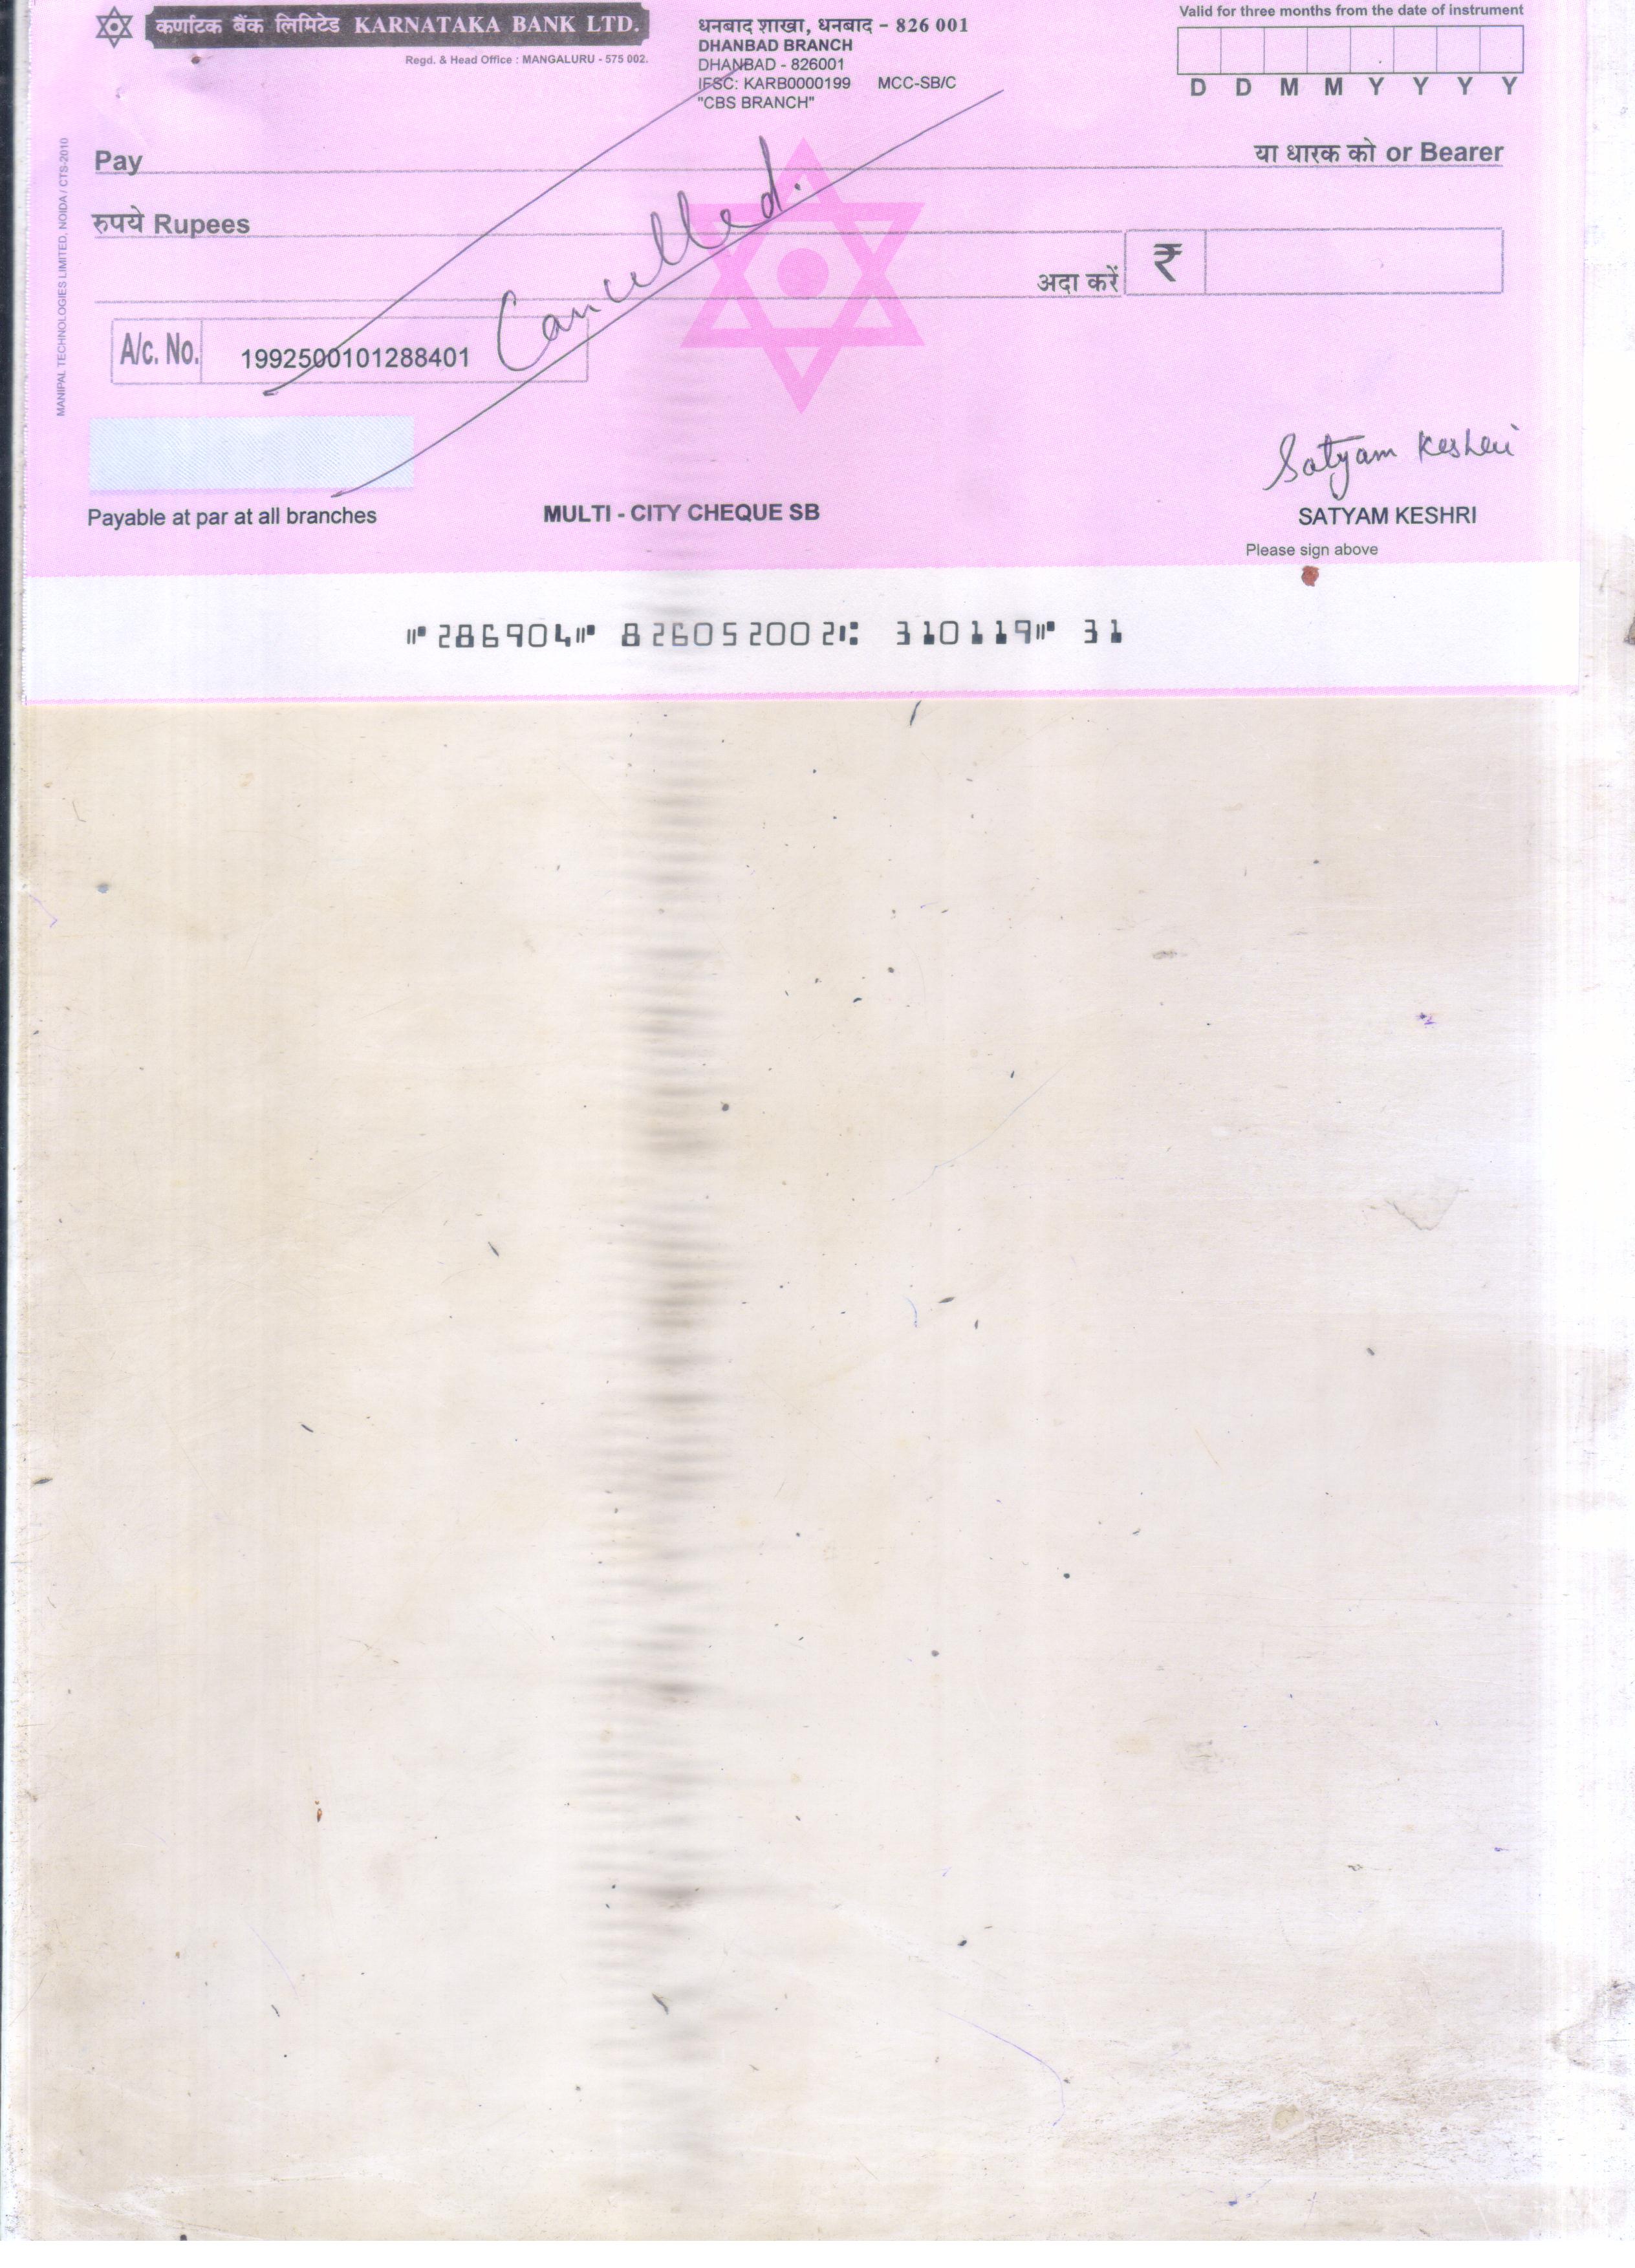 कर्णाटक बैंक लिमिटेड KARNATAKA BANK LTD.
Regd. & Head Office : MANGALURU - 575 002.
धनबाद शाखा, धनबाद - 826 001
DHANBAD BRANCH
DHANBAD - 826001
IFSC: KARB0000199 MCC-SB/C
"CBS BRANCH"
Valid for three months from the date of instrument
D D M M Y Y Y Y
Pay
या धारक को or Bearer
रुपये Rupees
अदा करें ₹
Cancelled.
A/c. No. 1992500101288401
MANIPAL TECHNOLOGIES LIMITED, NOIDA / CTS-2010
Satyam Keshri
Payable at par at all branches
MULTI - CITY CHEQUE SB
SATYAM KESHRI
Please sign above
⑈286904⑈ 826052002⑆ 310119⑈ 31